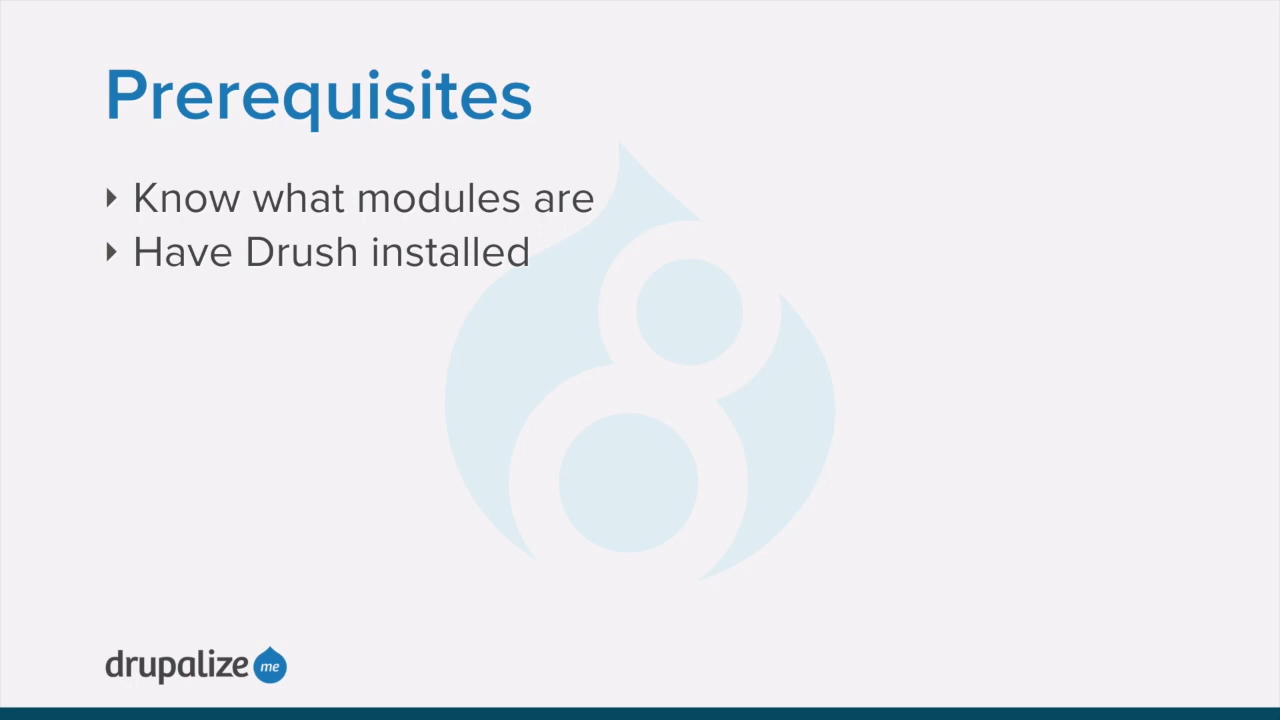 Prerequisites
Know what modules are
Have Drush installed
drupalize me